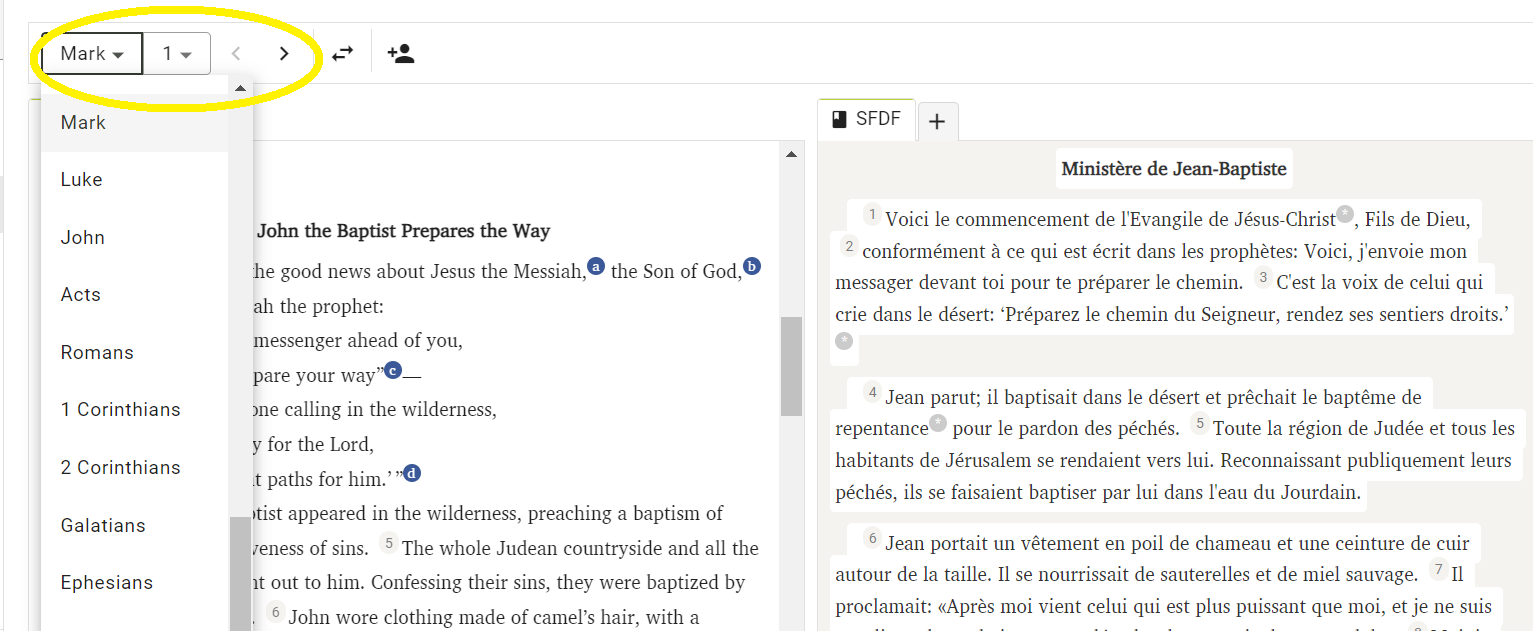 Mark 1
Mark
Luke
John
Acts
Romans
1 Corinthians
2 Corinthians
Galatians
Ephesians
John the Baptist Prepares the Way
the good news about Jesus the Messiah,a the Son of God,b
the prophet:
messenger ahead of you,
your way”c—
calling in the wilderness,
for the Lord,
paths for him.’ ”d
appeared in the wilderness, preaching a baptism of
of sins. 5 The whole Judean countryside and all the
out to him. Confessing their sins, they were baptized by
6 John wore clothing made of camel’s hair, with a
SFDF
Ministère de Jean-Baptiste
1 Voici le commencement de l'Evangile de Jésus-Christ*, Fils de Dieu,
2 conformément à ce qui est écrit dans les prophètes: Voici, j'envoie mon
messager devant toi pour te préparer le chemin. 3 C'est la voix de celui qui
crie dans le désert: ‘Préparez le chemin du Seigneur, rendez ses sentiers droits.’
*
4 Jean parut; il baptisait dans le désert et prêchait le baptême de
repentance* pour le pardon des péchés. 5 Toute la région de Judée et tous les
habitants de Jérusalem se rendaient vers lui. Reconnaissant publiquement leurs
péchés, ils se faisaient baptiser par lui dans l'eau du Jourdain.
6 Jean portait un vêtement en poil de chameau et une ceinture de cuir
autour de la taille. Il se nourrissait de sauterelles et de miel sauvage. 7 Il
proclamait: «Après moi vient celui qui est plus puissant que moi, et je ne suis